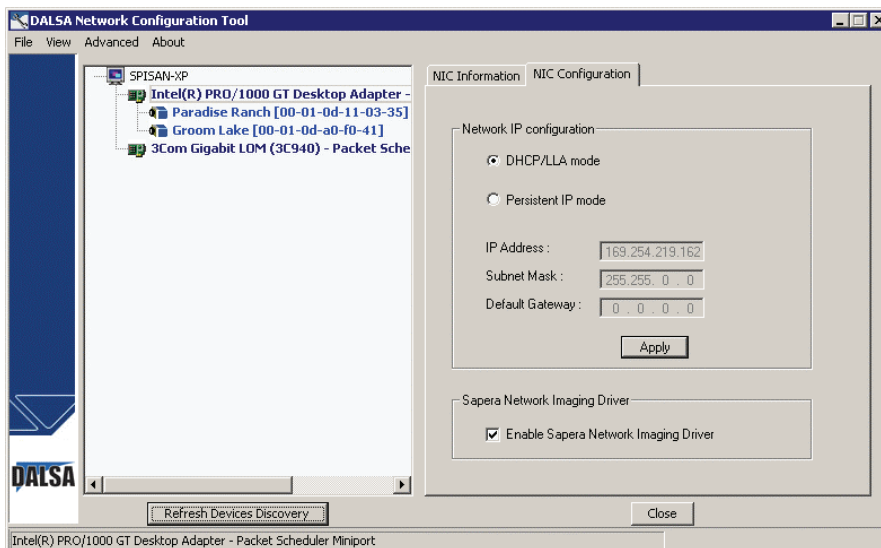 DALSA Network Configuration Tool
File View Advanced About
SPISAN-XP
Intel(R) PRO/1000 GT Desktop Adapter -
Paradise Ranch [00-01-0d-11-03-35]
Groom Lake [00-01-0d-a0-f0-41]
3Com Gigabit LOM (3C940) - Packet Sche
NIC Information NIC Configuration
Network IP configuration
DHCP/LLA mode
Persistent IP mode
IP Address : 169.254.219.162
Subnet Mask : 255.255. 0 . 0
Default Gateway : 0 . 0 . 0 . 0
Apply
Sapera Network Imaging Driver
Enable Sapera Network Imaging Driver
DALSA
Refresh Devices Discovery Close
Intel(R) PRO/1000 GT Desktop Adapter - Packet Scheduler Miniport